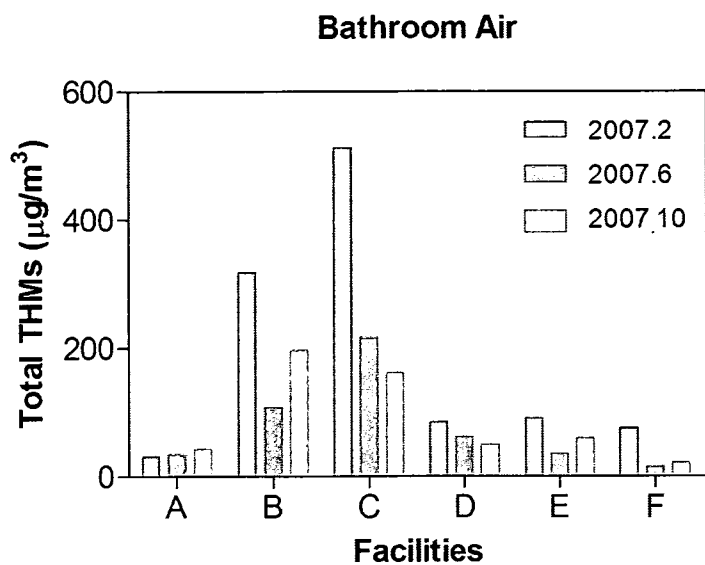 Bathroom Air
600
400
200
0
Total THMs (μg/m³)
2007.2
2007.6
2007.10
A B C D E F
Facilities